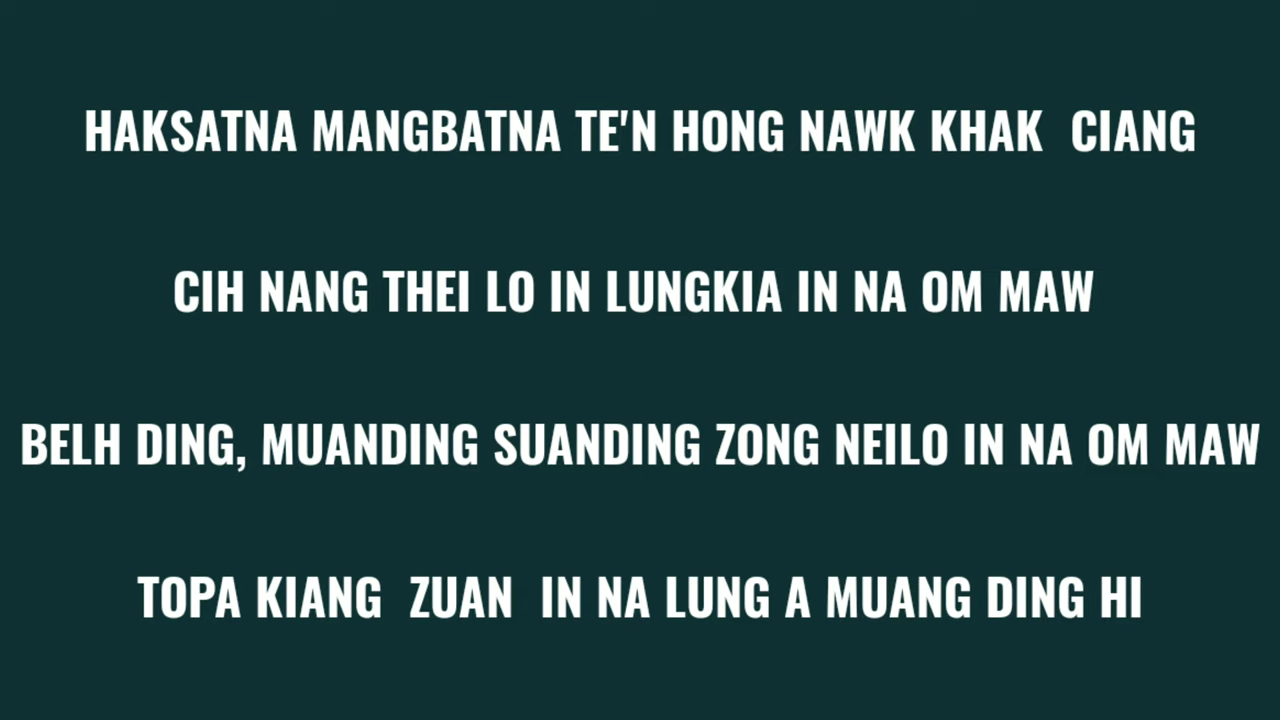 HAKSATNA MANGBATNA TE'N HONG NAWK KHAK CIANG
CIH NANG THEI LO IN LUNGKIA IN NA OM MAW
BELH DING, MUANDING SUANDING ZONG NEILO IN NA OM MAW
TOPA KIANG ZUAN IN NA LUNG A MUANG DING HI